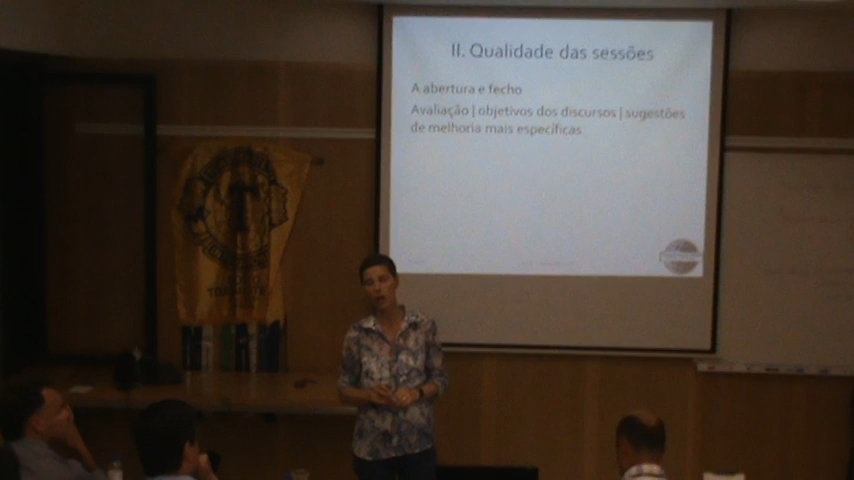 II. Qualidade das sessões
A abertura e fecho
Avaliação | objetivos dos discursos | sugestões
de melhoria mais específicas